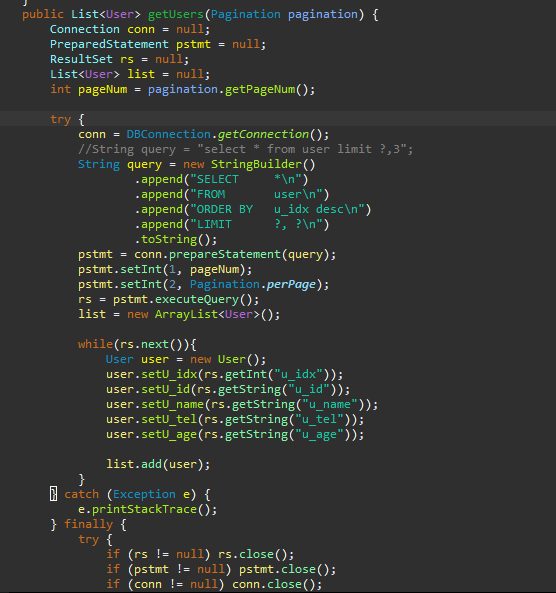 }
public List<User> getUsers(Pagination pagination) {
    Connection conn = null;
    PreparedStatement pstmt = null;
    ResultSet rs = null;
    List<User> list = null;
    int pageNum = pagination.getPageNum();

    try {
        conn = DBConnection.getConnection();
        //String query = "select * from user limit ?,3";
        String query = new StringBuilder()
                .append("SELECT     *\n")
                .append("FROM       user\n")
                .append("ORDER BY   u_idx desc\n")
                .append("LIMIT      ?, ?\n")
                .toString();
        pstmt = conn.prepareStatement(query);
        pstmt.setInt(1, pageNum);
        pstmt.setInt(2, Pagination.perPage);
        rs = pstmt.executeQuery();
        list = new ArrayList<User>();

        while(rs.next()){
            User user = new User();
            user.setU_idx(rs.getInt("u_idx"));
            user.setU_id(rs.getString("u_id"));
            user.setU_name(rs.getString("u_name"));
            user.setU_tel(rs.getString("u_tel"));
            user.setU_age(rs.getString("u_age"));

            list.add(user);
        }
    } catch (Exception e) {
        e.printStackTrace();
    } finally {
        try {
            if (rs != null) rs.close();
            if (pstmt != null) pstmt.close();
            if (conn != null) conn.close();